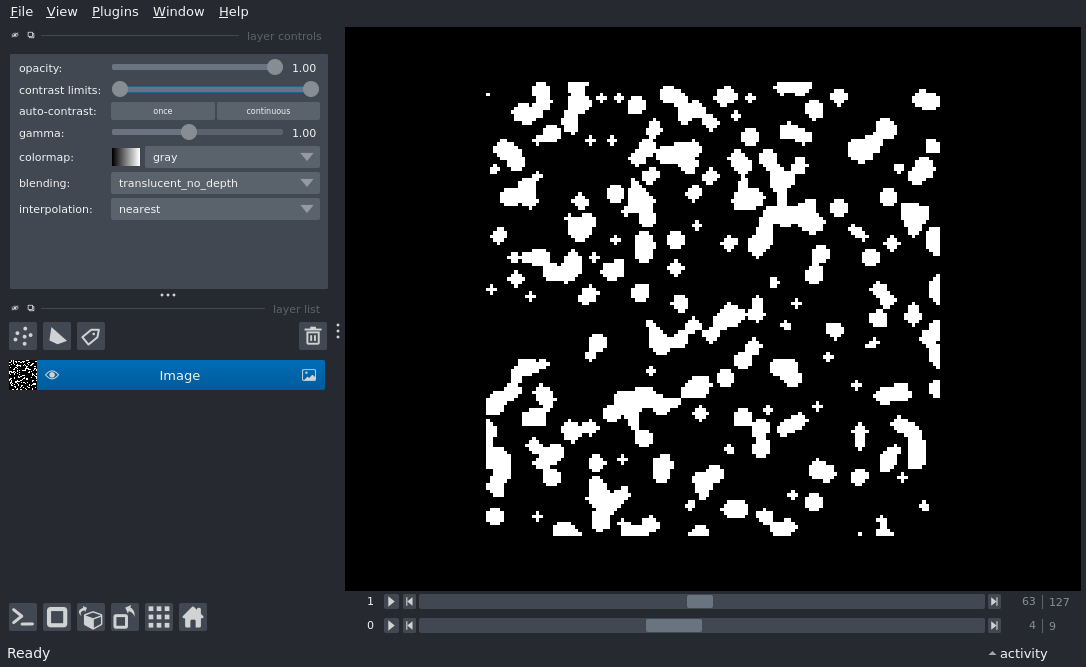 File View Plugins Window Help
layer controls
opacity: 1.00
contrast limits:
auto-contrast: once continuous
gamma: 1.00
colormap: gray
blending: translucent_no_depth
interpolation: nearest
layer list
Image
1 63 127
0 4 9
Ready activity